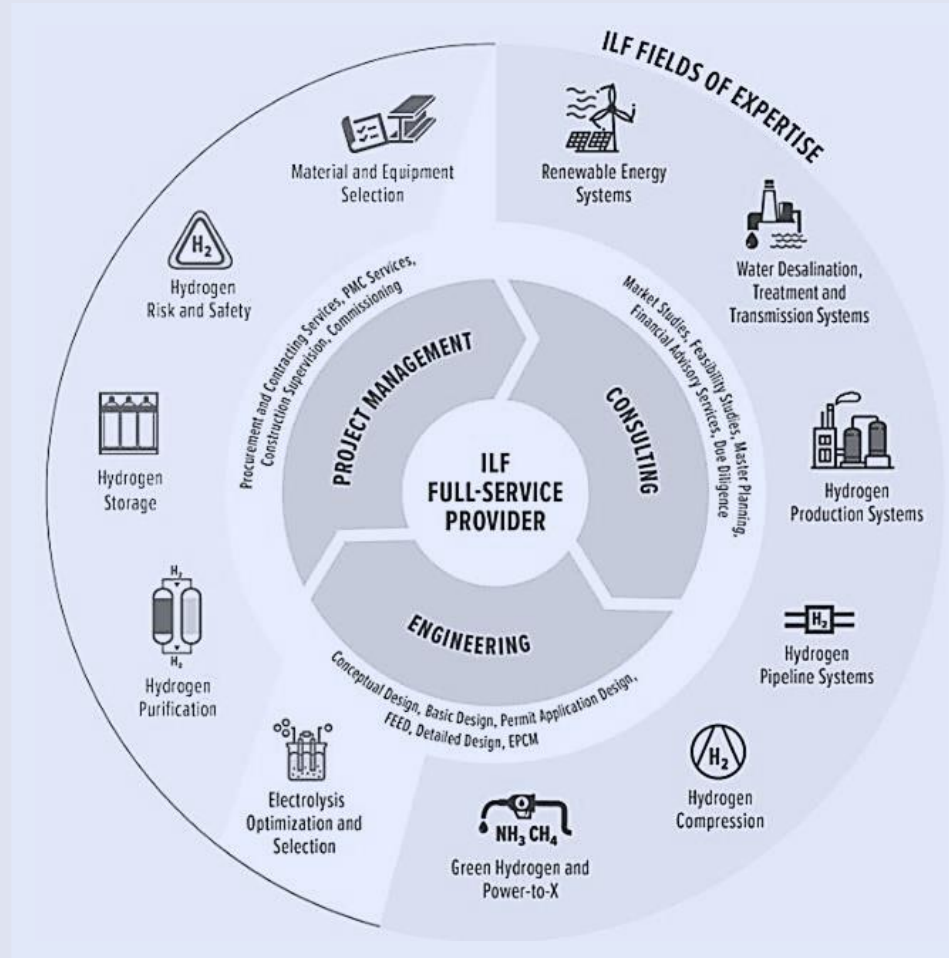 ILF FIELDS OF EXPERTISE
Renewable Energy
Systems
Water Desalination,
Treatment and
Transmission Systems
Hydrogen
Production Systems
H₂
Hydrogen
Pipeline Systems
H₂
Hydrogen
Compression
NH₃ CH₄
Green Hydrogen and
Power-to-X
Electrolysis
Optimization and
Selection
H₂
H₂
Hydrogen
Purification
Hydrogen
Storage
H₂
Hydrogen
Risk and Safety
Material and Equipment
Selection
Procurement and Contracting Services, PMC Services,
Construction Supervision, Commissioning
PROJECT MANAGEMENT
Market Studies, Feasibility Studies, Master Planning,
Financial Advisory Services, Due Diligence
CONSULTING
ENGINEERING
Conceptual Design, Basic Design, Permit Application Design,
FEED, Detailed Design, EPCM
ILF
FULL-SERVICE
PROVIDER